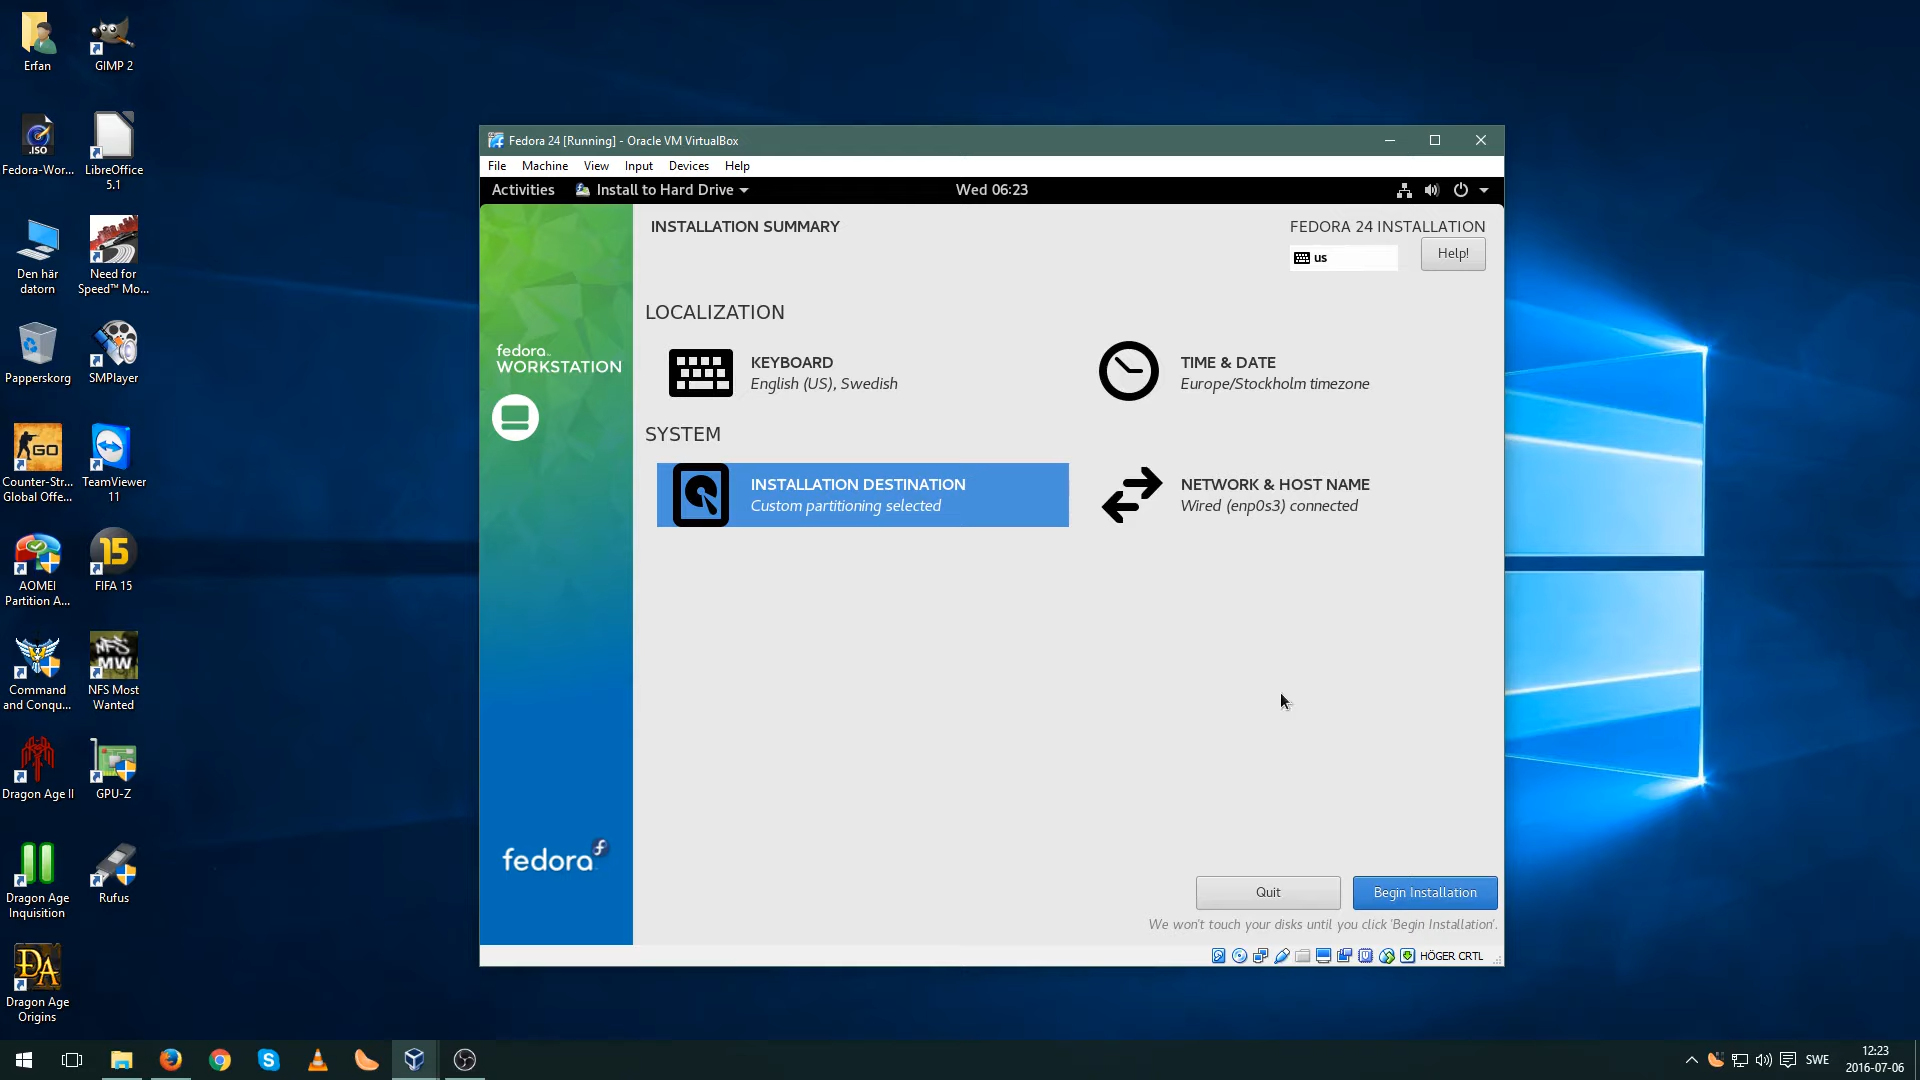 Erfan
GIMP 2
.ISO
Fedora-Wor...
LibreOffice
5.1
Den här
datorn
Need for
Speed™ Mo...
Papperskorg
SMPlayer
GO
Counter-Str...
Global Offe...
TeamViewer
11
AOMEI
Partition A...
15
FIFA 15
Command
and Conqu...
NFS
MW
NFS Most
Wanted
Dragon Age II
GPU-Z
Dragon Age
Inquisition
Rufus
DA
Dragon Age
Origins
Fedora 24 [Running] - Oracle VM VirtualBox
File Machine View Input Devices Help
Activities Install to Hard Drive Wed 06:23
INSTALLATION SUMMARY
FEDORA 24 INSTALLATION
us
Help!
fedora
WORKSTATION
LOCALIZATION
KEYBOARD
English (US), Swedish
TIME & DATE
Europe/Stockholm timezone
SYSTEM
INSTALLATION DESTINATION
Custom partitioning selected
NETWORK & HOST NAME
Wired (enp0s3) connected
fedora
Quit
Begin Installation
We won't touch your disks until you click 'Begin Installation'.
HÖGER CRTL
SWE
12:23
2016-07-06